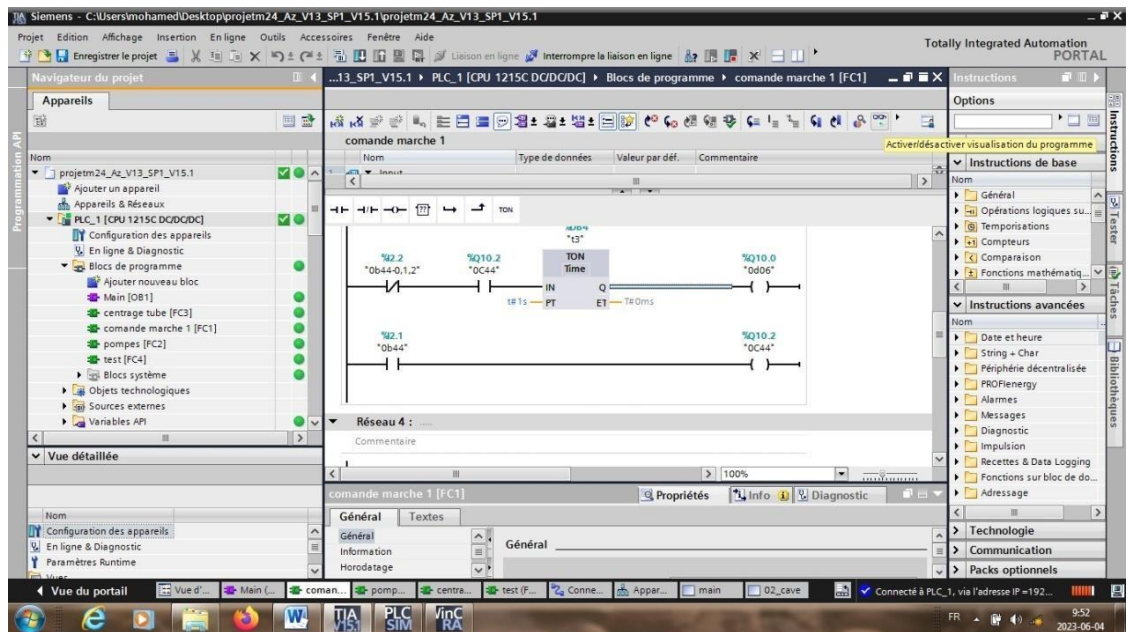 Siemens - C:\Users\mohamed\Desktop\projetm24_Az_V13_SP1_V15.1\projetm24_Az_V13_SP1_V15.1
Projet Edition Affichage Insertion En ligne Outils Accessoires Fenêtre Aide
Totally Integrated Automation
PORTAL
Enregistrer le projet
Liaison en ligne
Interrompre la liaison en ligne
Navigateur du projet
...13_SP1_V15.1 PLC_1 [CPU 1215C DC/DC/DC] Blocs de programme comande marche 1 [FC1]
Instructions
Appareils
Options
Activer/désactiver visualisation du programme
Programmation API
Nom
projetm24_Az_V13_SP1_V15.1
Ajouter un appareil
Appareils & Réseaux
PLC_1 [CPU 1215C DC/DC/DC]
Configuration des appareils
En ligne & Diagnostic
Blocs de programme
Ajouter nouveau bloc
Main [OB1]
centrage tube [FC3]
comande marche 1 [FC1]
pompes [FC2]
test [FC4]
Blocs système
Objets technologiques
Sources externes
Variables API
Vue détaillée
Nom
Configuration des appareils
En ligne & Diagnostic
Paramètres Runtime
comande marche 1
Nom Type de données Valeur par déf. Commentaire
1 Input
TON
"t3"
%I2.2 %Q10.2 TON %Q10.0
"0b44-0,1,2" "0C44" Time "0d06"
IN Q
t#1s PT ET T#0ms
%I2.1 %Q10.2
"0b44" "0C44"
Réseau 4 :
Commentaire
100%
comande marche 1 [FC1]
Propriétés Info Diagnostic
Général Textes
Général
Information
Horodatage
Général
Instructions de base
Nom
Général
Opérations logiques su...
Temporisations
Compteurs
Comparaison
Fonctions mathématiq...
Instructions avancées
Nom
Date et heure
String + Char
Périphérie décentralisée
PROFIenergy
Alarmes
Messages
Diagnostic
Impulsion
Recettes & Data Logging
Fonctions sur bloc de do...
Adressage
Technologie
Communication
Packs optionnels
Instructions
Tester
Tâches
Bibliothèques
Vue du portail Vue d'... Main (... coman... pomp... centra... test (F... Conne... Appar... main 02_cave
Connecté à PLC_1, via l'adresse IP =192...
TIA V15.1
PLC SIM
FR
9:52
2023-06-04